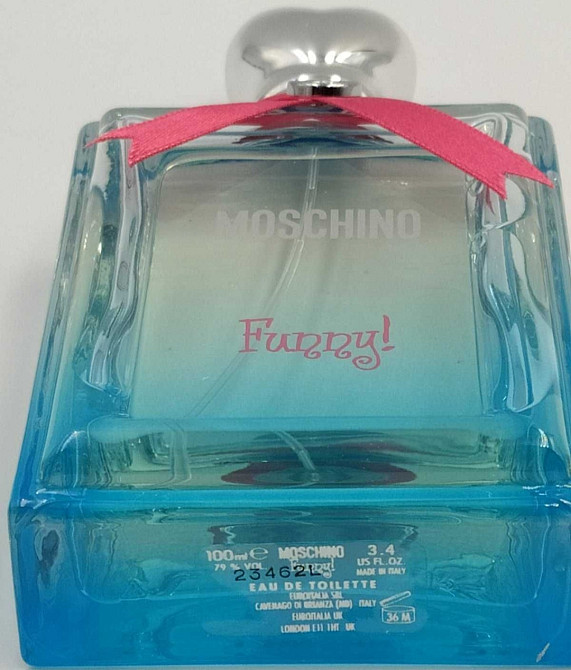 MOSCHINO
Funny!
100ml e MOSCHINO 3.4
79 % VOL Funny! US FL.OZ
MADE IN ITALY
EAU DE TOILETTE
EUROITALIA SRL
CAVENAGO DI BRIANZA (MB) ITALY
EUROITALIA UK
LONDON E11 1HT UK
36 M